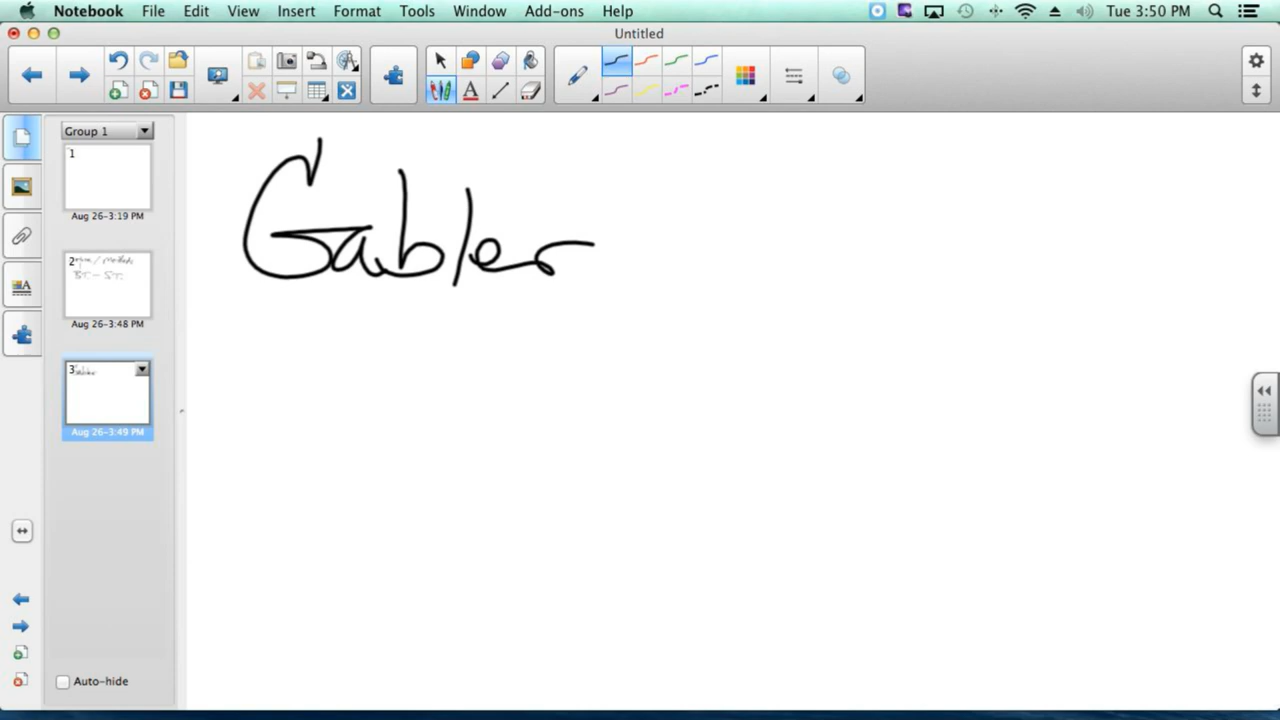 Notebook File Edit View Insert Format Tools Window Add-ons Help Tue 3:50 PM
Untitled
Group 1
1
Aug 26-3:19 PM
2
Aug 26-3:48 PM
3 Gabler
Aug 26-3:49 PM
Auto-hide
Gabler